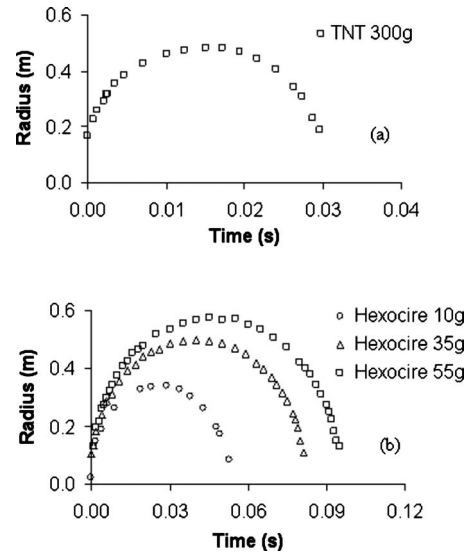 0.6
TNT 300g
Radius (m)
0.4
0.2
(a)
0.0
0.00 0.01 0.02 0.03 0.04
Time (s)
0.6
Hexocire 10g
Hexocire 35g
Hexocire 55g
Radius (m)
0.4
0.2
(b)
0.0
0.00 0.03 0.06 0.09 0.12
Time (s)